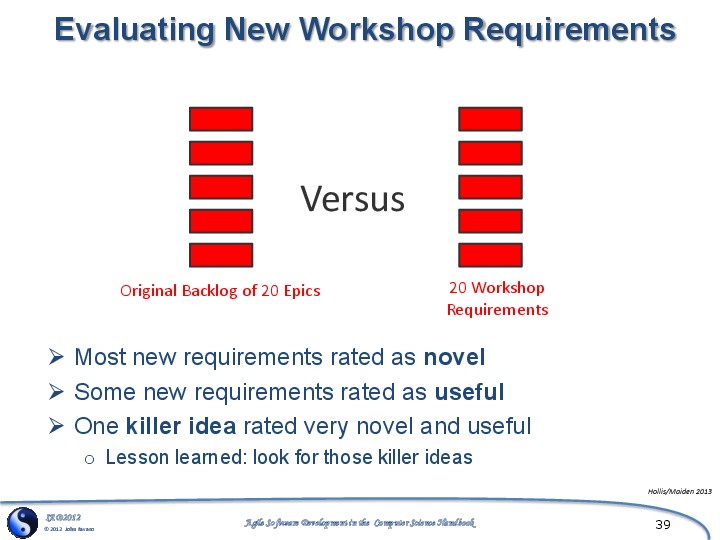 Evaluating New Workshop Requirements
Versus
Original Backlog of 20 Epics
20 Workshop
Requirements
➢ Most new requirements rated as novel
➢ Some new requirements rated as useful
➢ One killer idea rated very novel and useful
o Lesson learned: look for those killer ideas
Hollis/Maiden 2013
© 2012 John Favaro
Agile Software Development in the Computer Science Handbook
39